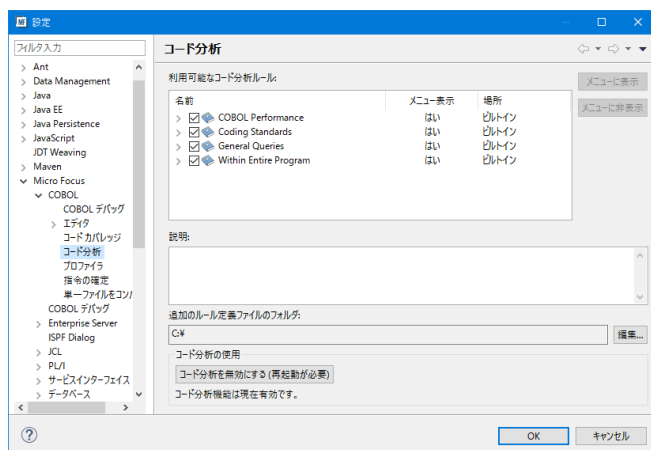 設定
フィルタ入力
Ant
Data Management
Java
Java EE
Java Persistence
JavaScript
JDT Weaving
Maven
Micro Focus
COBOL
COBOL デバッグ
エディタ
コード カバレッジ
コード分析
プロファイラ
指令の確定
単一ファイルをコンパ
COBOL デバッグ
Enterprise Server
ISPF Dialog
JCL
PL/I
サービスインターフェイス
データベース
コード分析
利用可能なコード分析ルール:
名前 メニュー表示 場所
COBOL Performance はい ビルトイン
Coding Standards はい ビルトイン
General Queries はい ビルトイン
Within Entire Program はい ビルトイン
メニューに表示
メニューに非表示
説明:
追加のルール定義ファイルのフォルダ:
C:¥
編集...
コード分析の使用
コード分析を無効にする (再起動が必要)
コード分析機能は現在有効です。
OK キャンセル